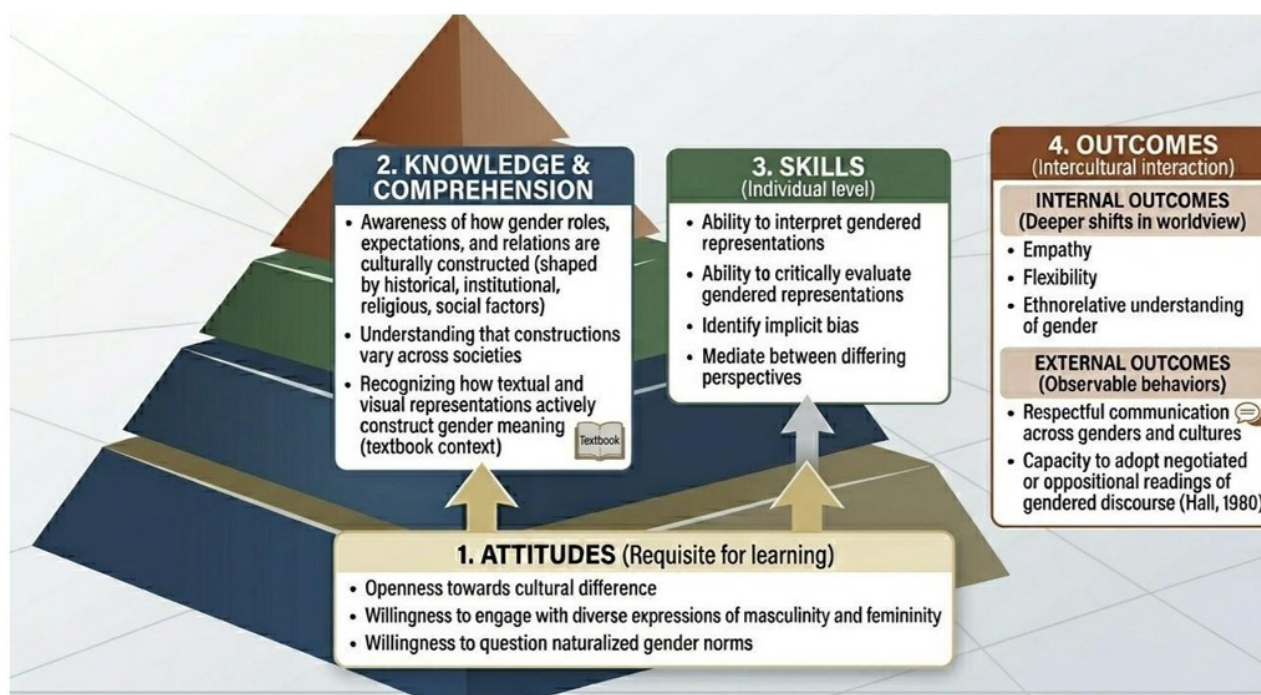 2. KNOWLEDGE &
COMPREHENSION
• Awareness of how gender roles,
expectations, and relations are
culturally constructed (shaped
by historical, institutional,
religious, social factors)
• Understanding that constructions
vary across societies
• Recognizing how textual and
visual representations actively
construct gender meaning
(textbook context)
Textbook
3. SKILLS
(Individual level)
• Ability to interpret gendered
representations
• Ability to critically evaluate
gendered representations
• Identify implicit bias
• Mediate between differing
perspectives
4. OUTCOMES
(Intercultural interaction)
INTERNAL OUTCOMES
(Deeper shifts in worldview)
• Empathy
• Flexibility
• Ethnorelative understanding
of gender
EXTERNAL OUTCOMES
(Observable behaviors)
• Respectful communication
across genders and cultures
• Capacity to adopt negotiated
or oppositional readings of
gendered discourse (Hall, 1980)
1. ATTITUDES (Requisite for learning)
• Openness towards cultural difference
• Willingness to engage with diverse expressions of masculinity and femininity
• Willingness to question naturalized gender norms